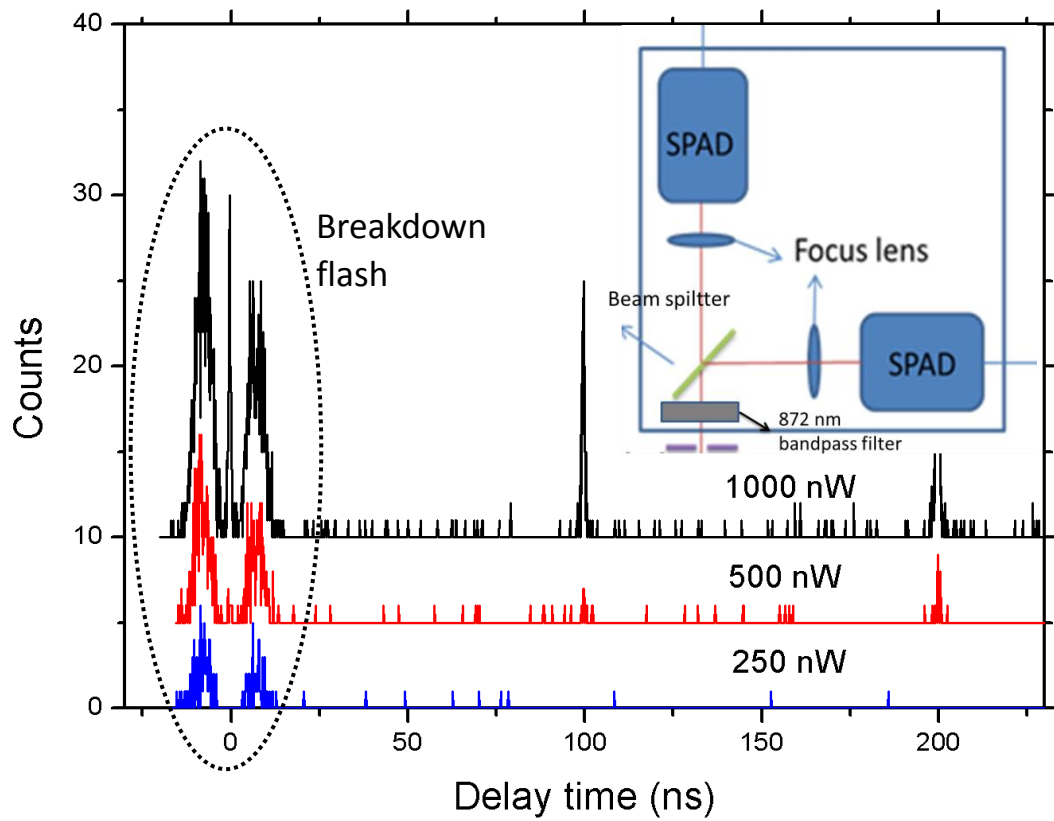 40
30
20
10
0
Counts
Breakdown
flash
SPAD
Focus lens
Beam spiltter
SPAD
872 nm
bandpass filter
1000 nW
500 nW
250 nW
0
50
100
150
200
Delay time (ns)